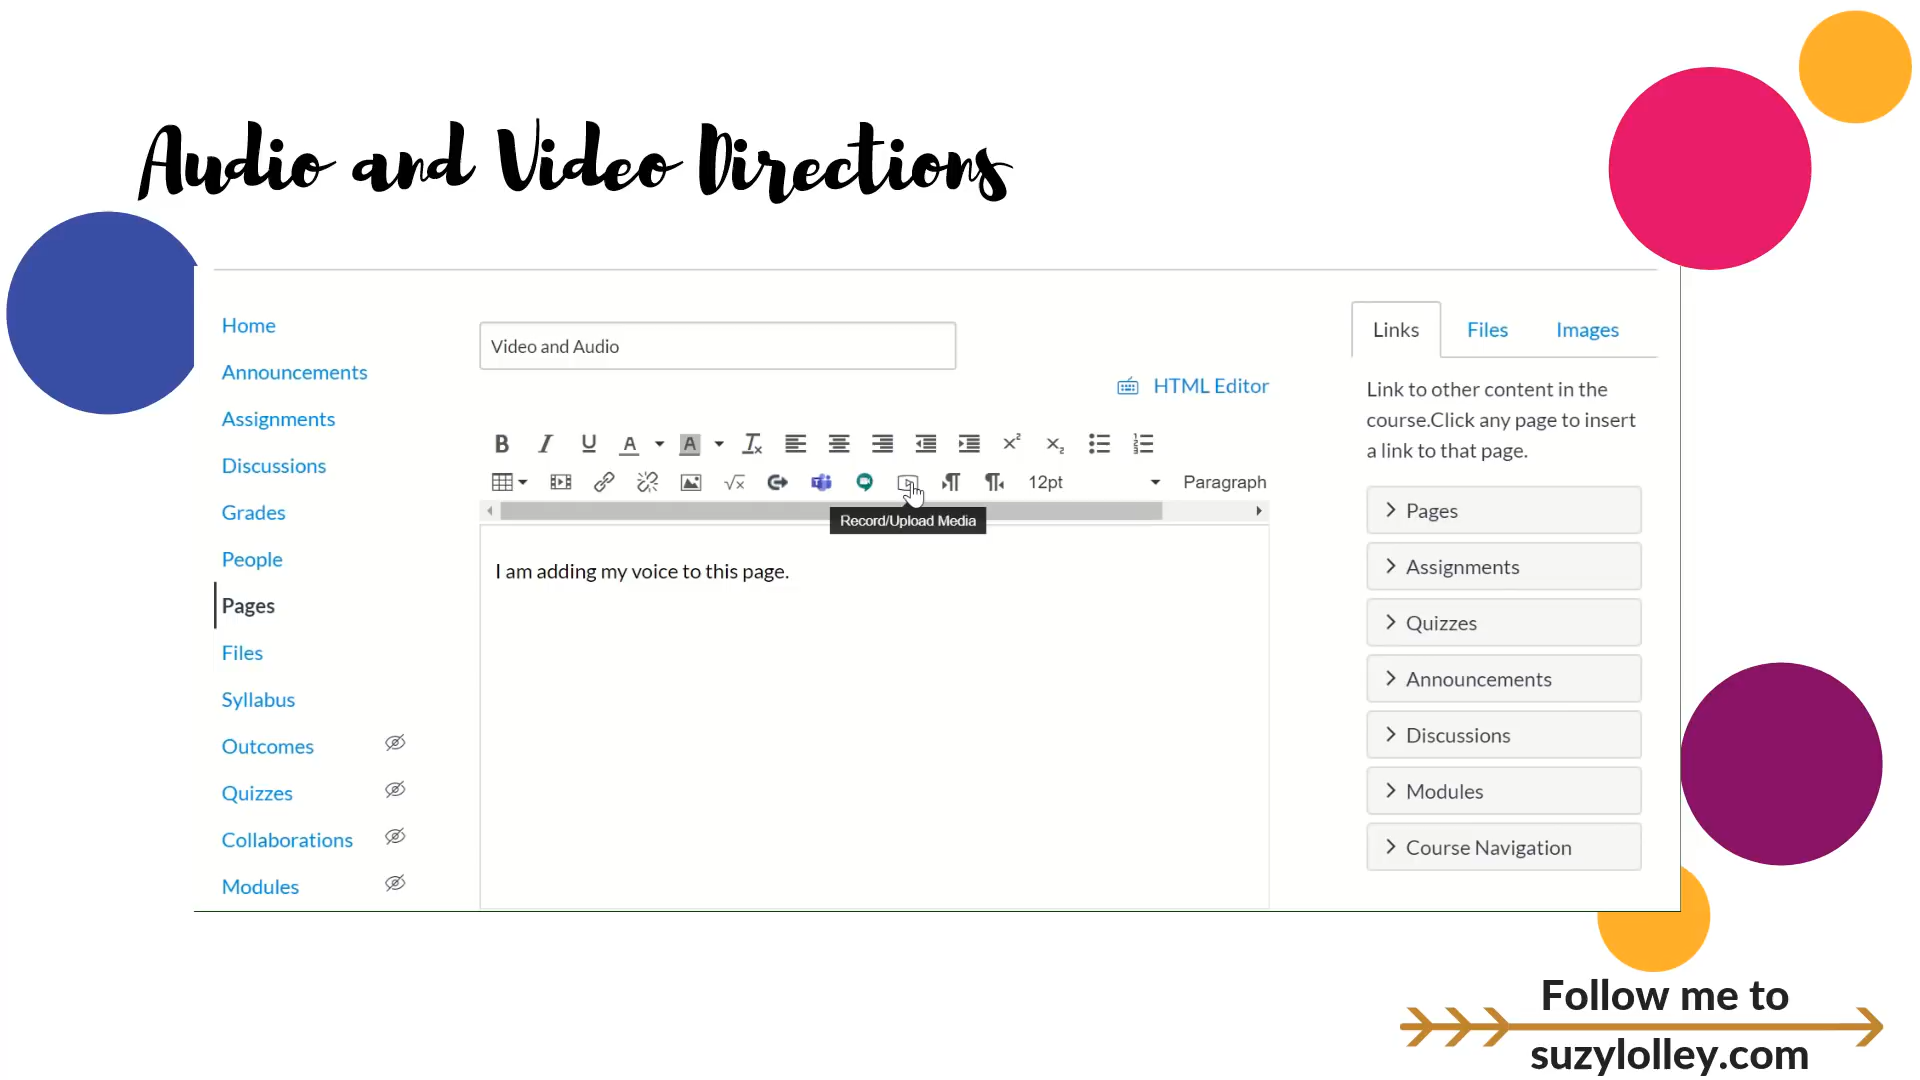 Audio and Video Directions
Home
Announcements
Assignments
Discussions
Grades
People
Pages
Files
Syllabus
Outcomes
Quizzes
Collaborations
Modules
Video and Audio
HTML Editor
12pt
Paragraph
Record/Upload Media
I am adding my voice to this page.
Links
Files
Images
Link to other content in the
course.Click any page to insert
a link to that page.
Pages
Assignments
Quizzes
Announcements
Discussions
Modules
Course Navigation
Follow me to
suzylolley.com